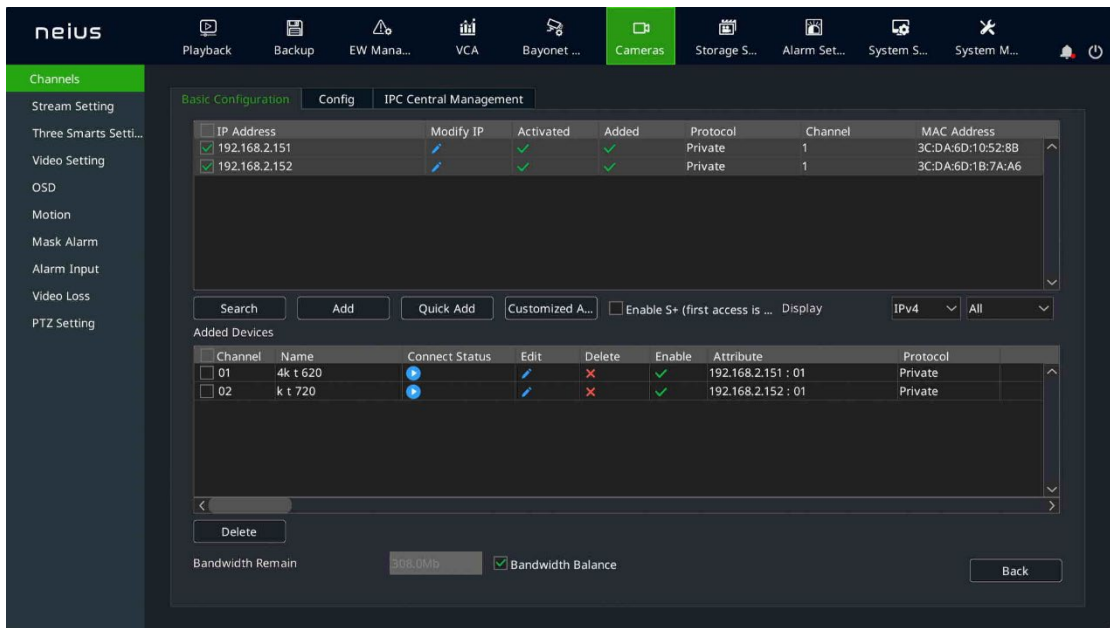 neius
Playback Backup EW Mana... VCA Bayonet ... Cameras Storage S... Alarm Set... System S... System M...
Channels
Stream Setting
Three Smarts Setti...
Video Setting
OSD
Motion
Mask Alarm
Alarm Input
Video Loss
PTZ Setting
Basic Configuration Config IPC Central Management
IP Address Modify IP Activated Added Protocol Channel MAC Address
192.168.2.151 Private 1 3C:DA:6D:10:52:8B
192.168.2.152 Private 1 3C:DA:6D:1B:7A:A6
Search Add Quick Add Customized A... Enable S+ (first access is ... Display IPv4 All
Added Devices
Channel Name Connect Status Edit Delete Enable Attribute Protocol
01 4k t 620 192.168.2.151 : 01 Private
02 k t 720 192.168.2.152 : 01 Private
Delete
Bandwidth Remain 308.0Mb Bandwidth Balance
Back